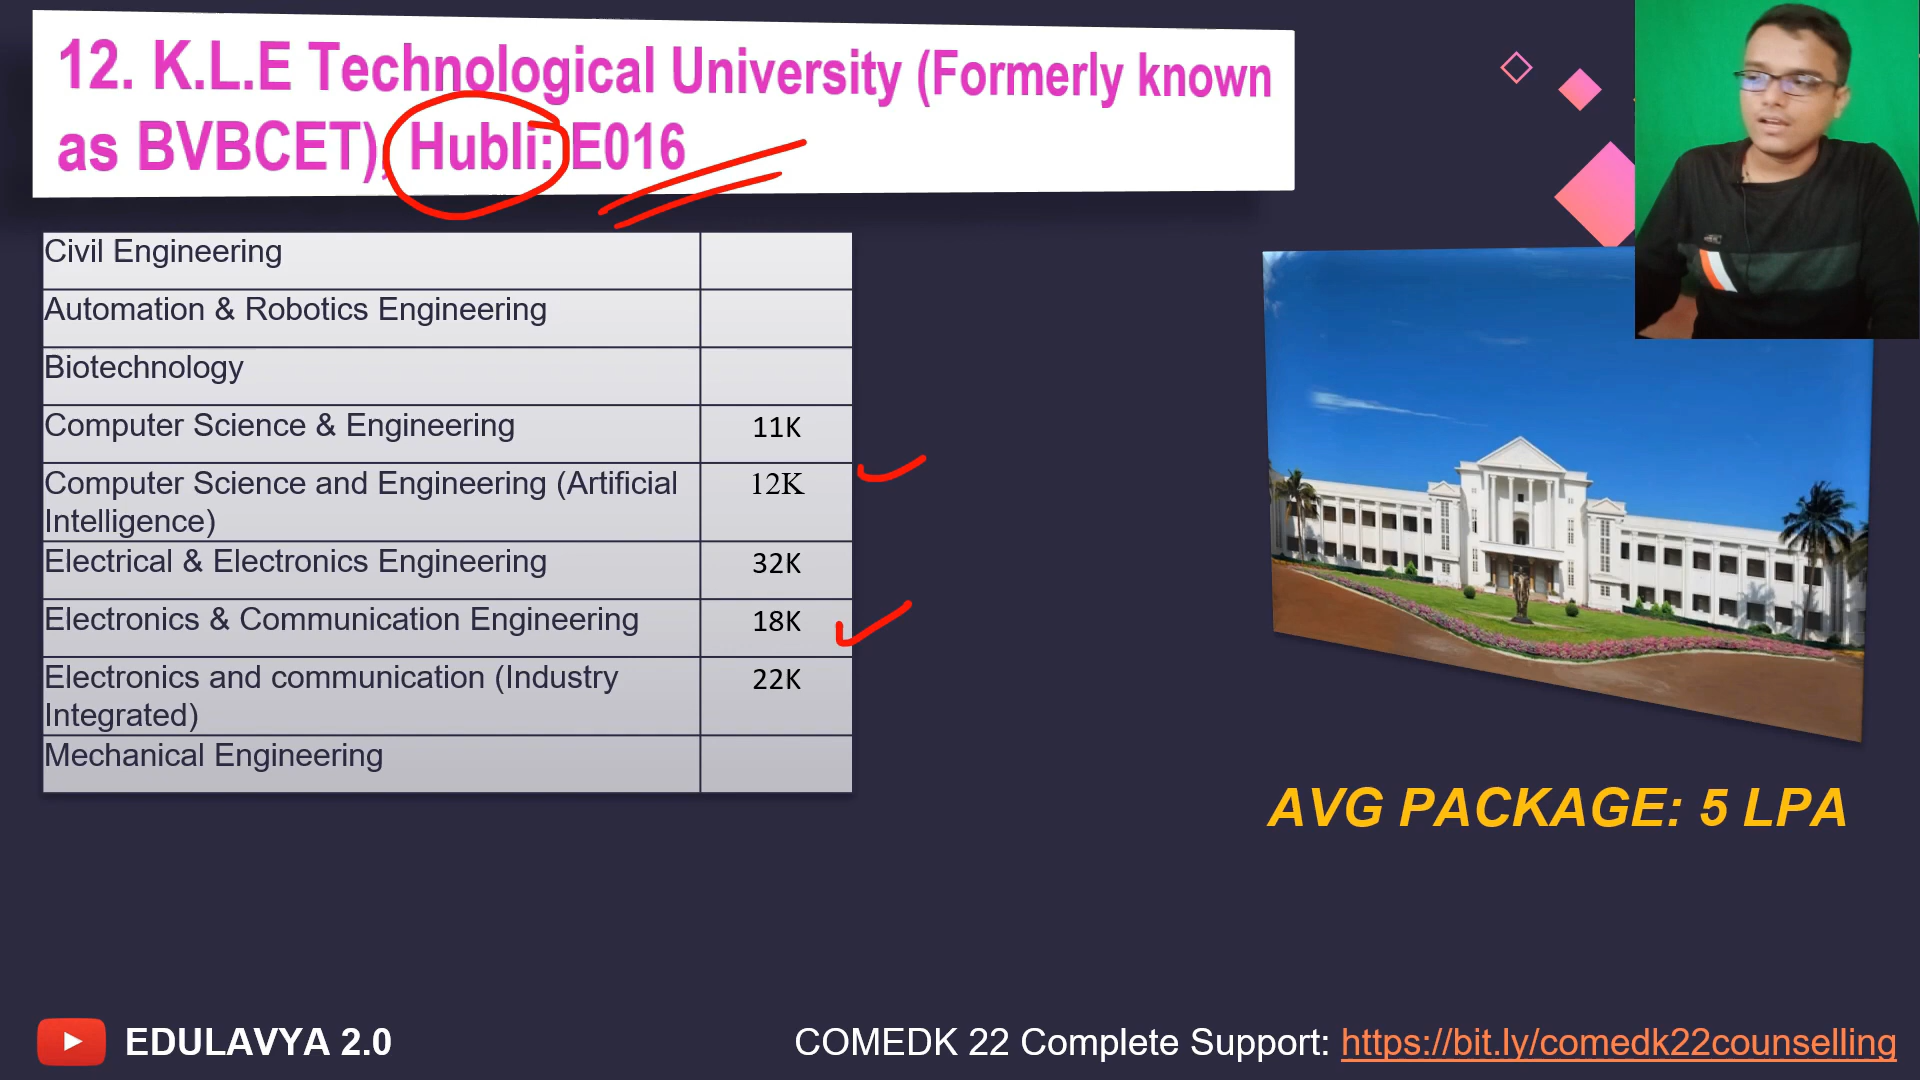 12. K.L.E Technological University (Formerly known
as BVBCET), Hubli: E016
Civil Engineering
Automation & Robotics Engineering
Biotechnology
Computer Science & Engineering 11K
Computer Science and Engineering (Artificial 12K
Intelligence)
Electrical & Electronics Engineering 32K
Electronics & Communication Engineering 18K
Electronics and communication (Industry 22K
Integrated)
Mechanical Engineering
AVG PACKAGE: 5 LPA
EDULAVYA 2.0
COMEDK 22 Complete Support: https://bit.ly/comedk22counselling